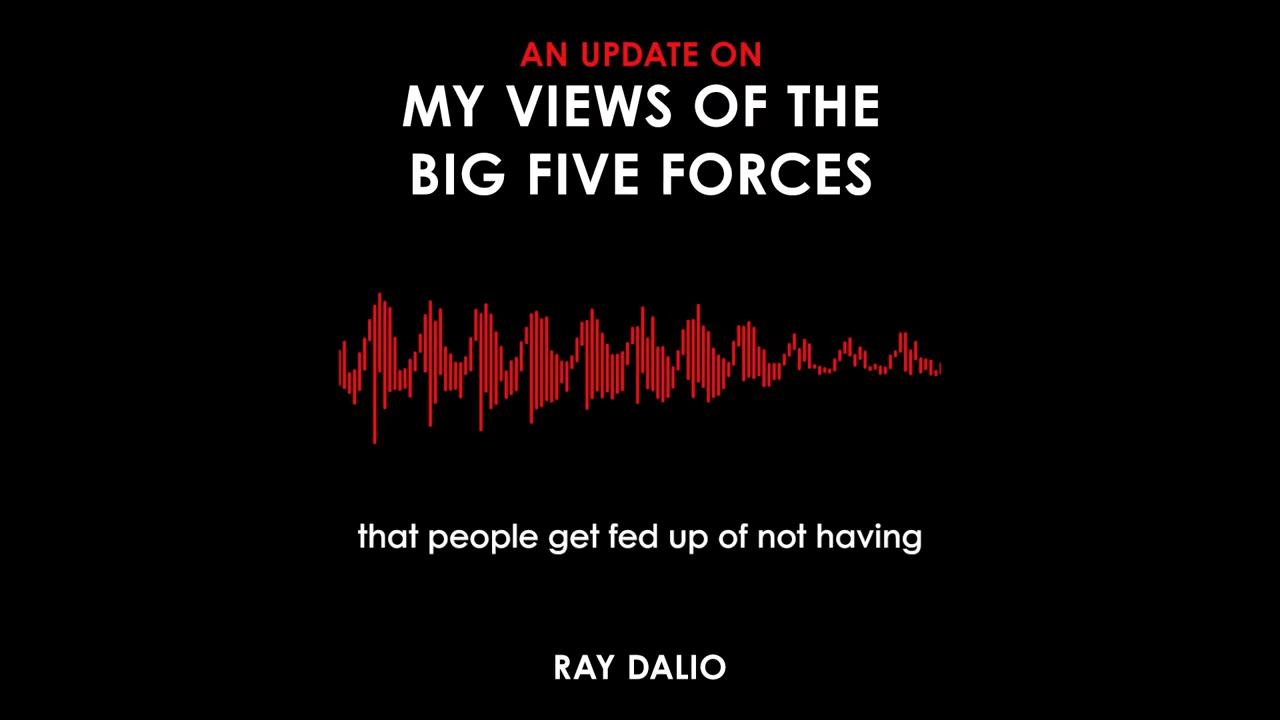 AN UPDATE ON
MY VIEWS OF THE
BIG FIVE FORCES
that people get fed up of not having
RAY DALIO